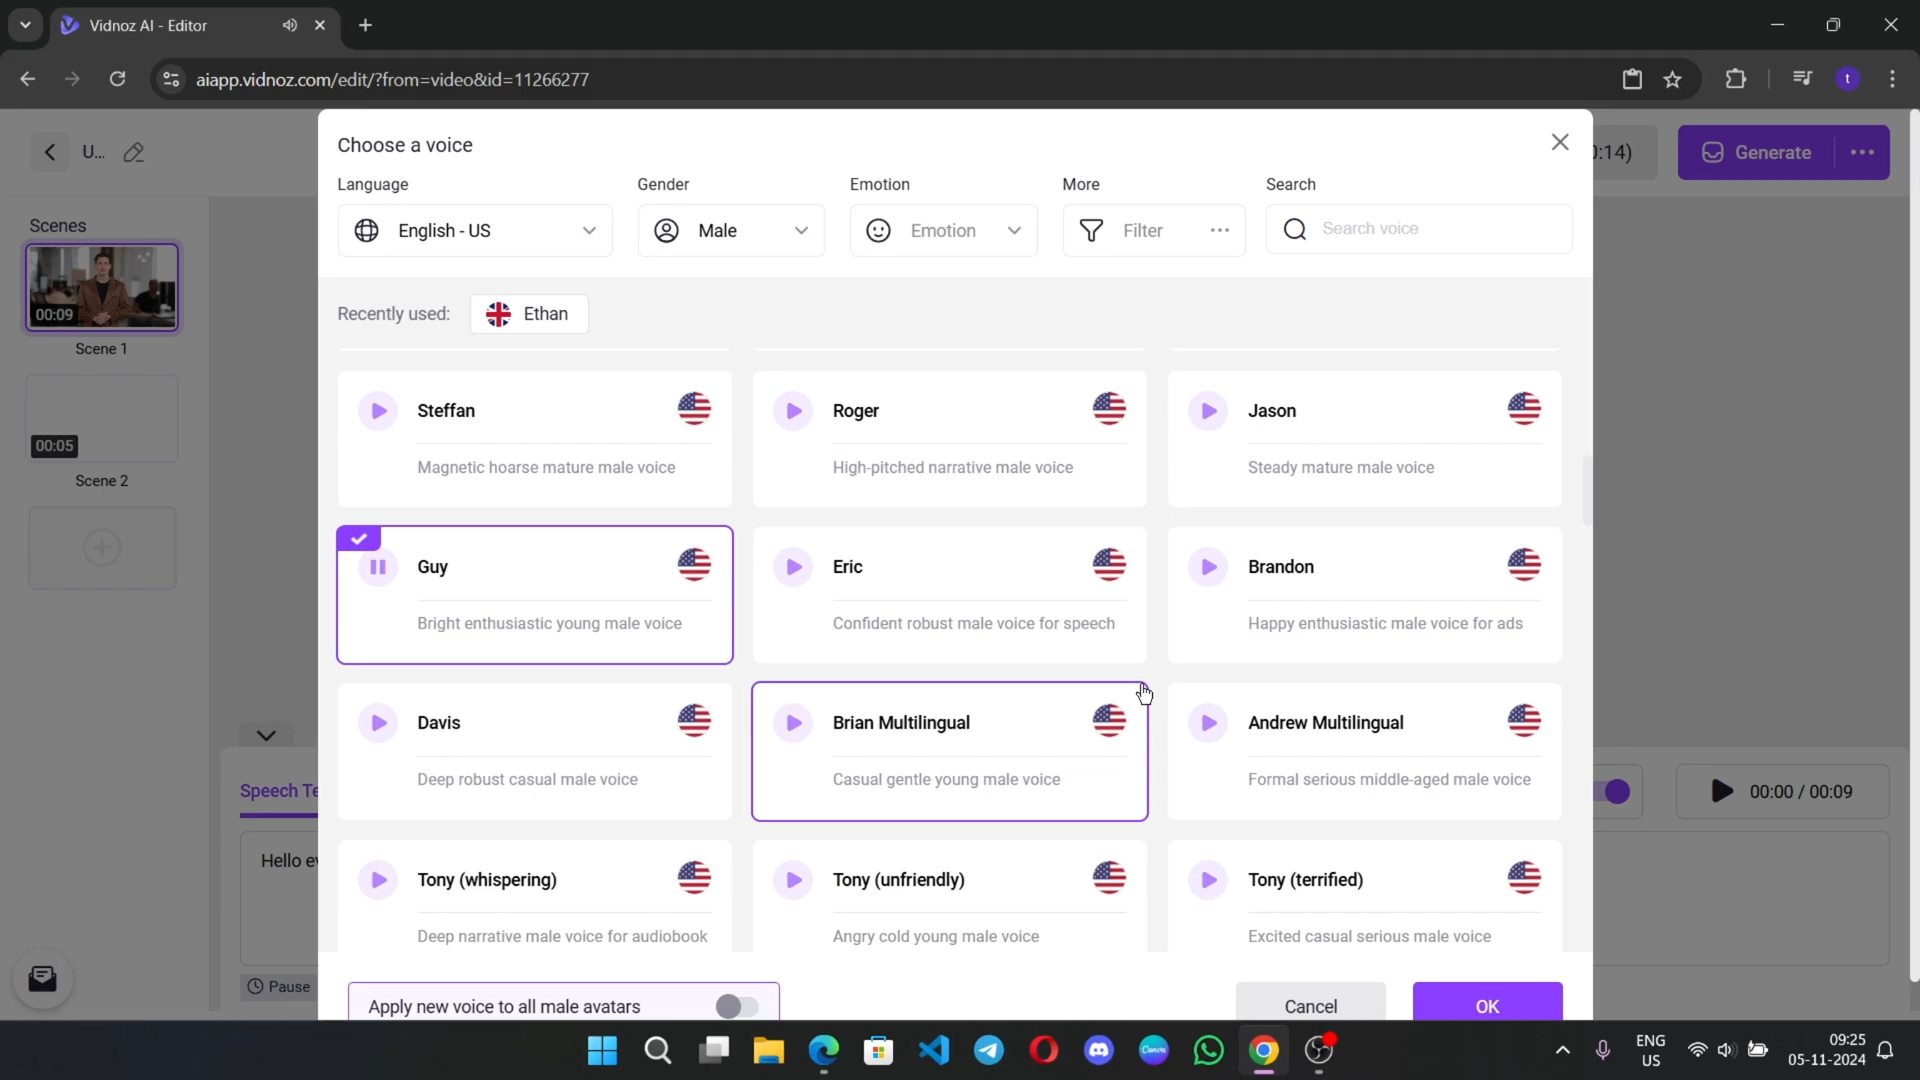 Vidnoz AI - Editor
aiapp.vidnoz.com/edit/?from=video&id=11266277
U...
:14)
Generate
Choose a voice
Language
Gender
Emotion
More
Search
English - US
Male
Emotion
Filter
Search voice
Scenes
00:09
Scene 1
00:05
Scene 2
Recently used:
Ethan
Steffan
Magnetic hoarse mature male voice
Roger
High-pitched narrative male voice
Jason
Steady mature male voice
Guy
Bright enthusiastic young male voice
Eric
Confident robust male voice for speech
Brandon
Happy enthusiastic male voice for ads
Davis
Deep robust casual male voice
Brian Multilingual
Casual gentle young male voice
Andrew Multilingual
Formal serious middle-aged male voice
Tony (whispering)
Deep narrative male voice for audiobook
Tony (unfriendly)
Angry cold young male voice
Tony (terrified)
Excited casual serious male voice
Speech Te
Hello e
Pause
00:00 / 00:09
Apply new voice to all male avatars
Cancel
OK
t
Canva
ENG
US
09:25
05-11-2024